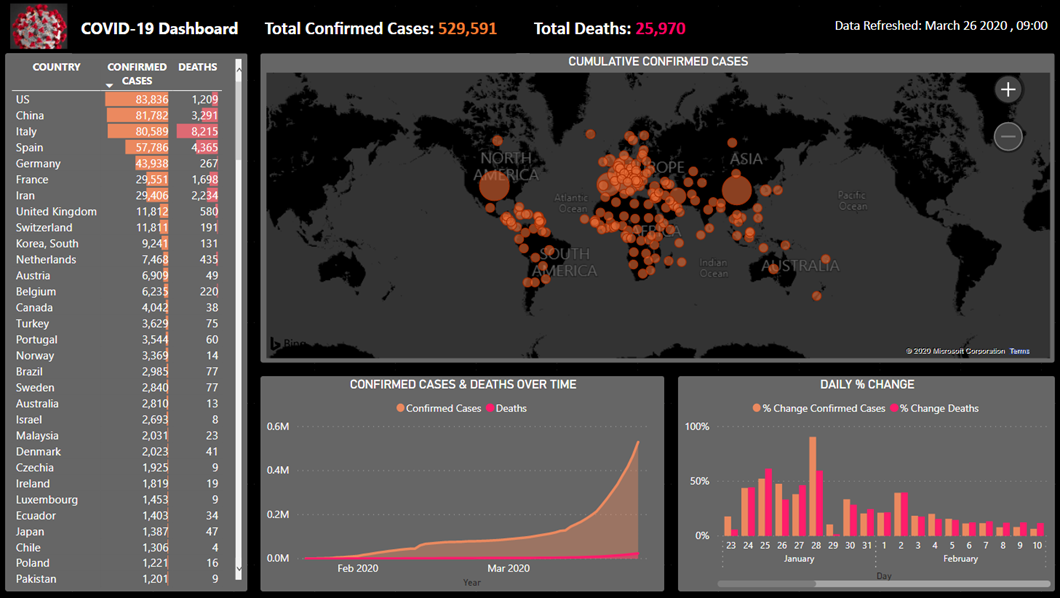 COVID-19 Dashboard
Total Confirmed Cases: 529,591
Total Deaths: 25,970
Data Refreshed: March 26 2020 , 09:00
COUNTRY CONFIRMED CASES DEATHS
US 83,836 1,209
China 81,782 3,291
Italy 80,589 8,215
Spain 57,786 4,365
Germany 43,938 267
France 29,551 1,698
Iran 29,406 2,234
United Kingdom 11,812 580
Switzerland 11,811 191
Korea, South 9,241 131
Netherlands 7,468 435
Austria 6,909 49
Belgium 6,235 220
Canada 4,042 38
Turkey 3,629 75
Portugal 3,544 60
Norway 3,369 14
Brazil 2,985 77
Sweden 2,840 77
Australia 2,810 13
Israel 2,693 8
Malaysia 2,031 23
Denmark 2,023 41
Czechia 1,925 9
Ireland 1,819 19
Luxembourg 1,453 9
Ecuador 1,403 34
Japan 1,387 47
Chile 1,306 4
Poland 1,221 16
Pakistan 1,201 9
CUMULATIVE CONFIRMED CASES
NORTH
AMERICA
ASIA
Atlantic
Ocean
Pacific
Ocean
AFRICA
SOUTH
AMERICA
Indian
Ocean
AUSTRALIA
Bing
© 2020 Microsoft Corporation Terms
CONFIRMED CASES & DEATHS OVER TIME
Confirmed Cases Deaths
0.6M
0.4M
0.2M
0.0M
Feb 2020 Mar 2020
Year
DAILY % CHANGE
% Change Confirmed Cases % Change Deaths
100%
50%
0%
23 24 25 26 27 28 29 30 31 1 2 3 4 5 6 7 8 9 10
January February
Day